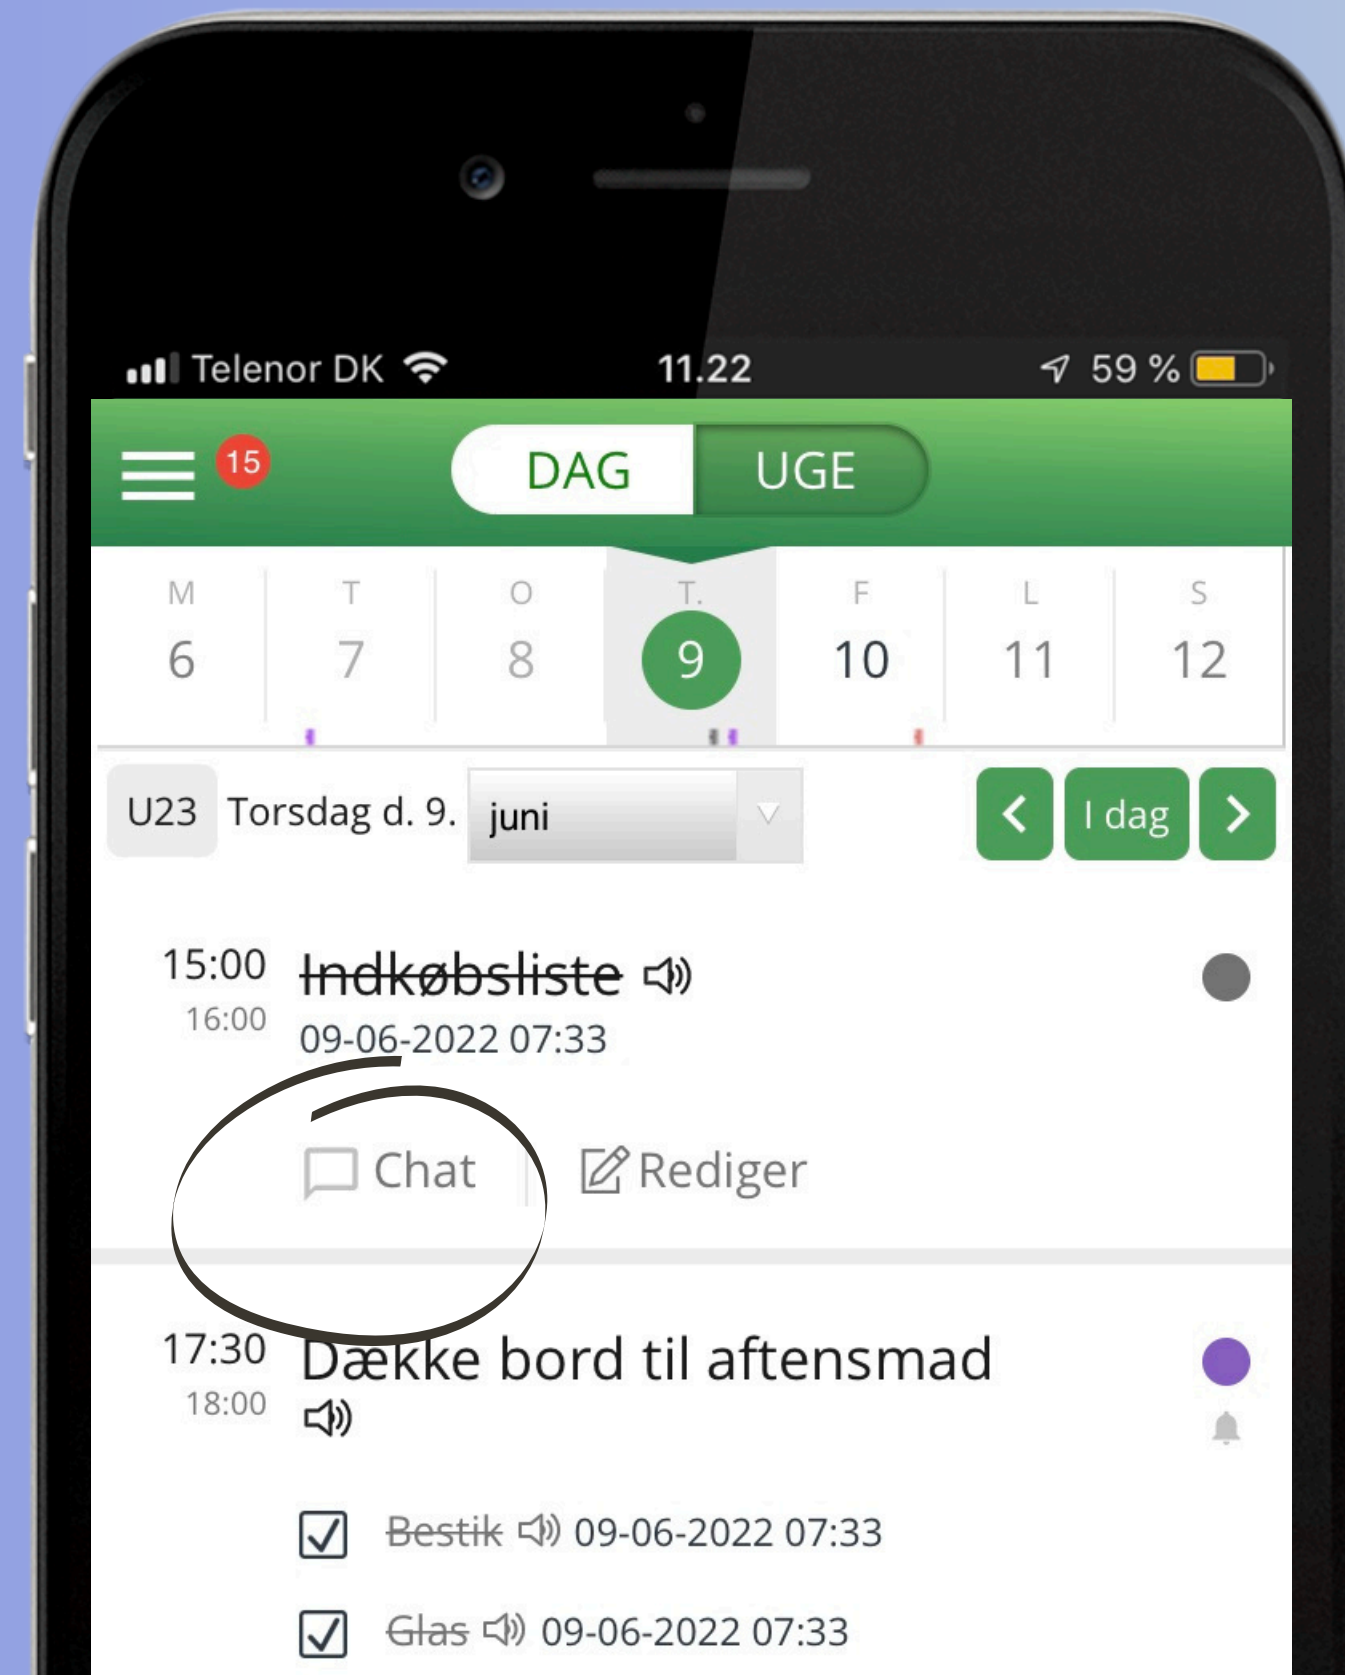 Telenor DK 11.22 59 %
15 DAG UGE
M T O T. F L S
6 7 8 9 10 11 12
U23 Torsdag d. 9. juni I dag
15:00 Indkøbsliste
16:00 09-06-2022 07:33
Chat Rediger
17:30 Dække bord til aftensmad
18:00
Bestik 09-06-2022 07:33
Glas 09-06-2022 07:33